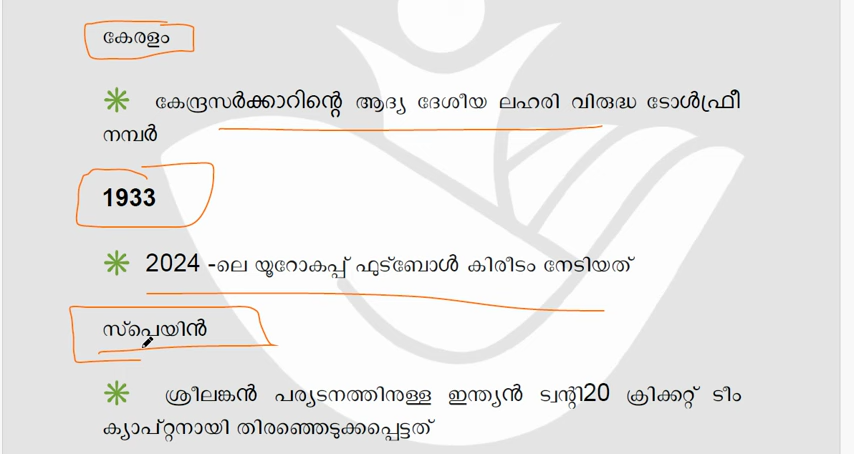 കേരളം
✳ കേന്ദ്രസർക്കാറിന്റെ ആദ്യ ദേശീയ ലഹരി വിരുദ്ധ ടോൾഫ്രീ
നമ്പർ
1933
✳ 2024 -ലെ യൂറോകപ്പ് ഫുട്ബോൾ കിരീടം നേടിയത്
സ്പെയിൻ
✳ ശ്രീലങ്കൻ പര്യടനത്തിനുള്ള ഇന്ത്യൻ ട്വന്റി20 ക്രിക്കറ്റ് ടീം
ക്യാപ്റ്റനായി തിരഞ്ഞെടുക്കപ്പെട്ടത്